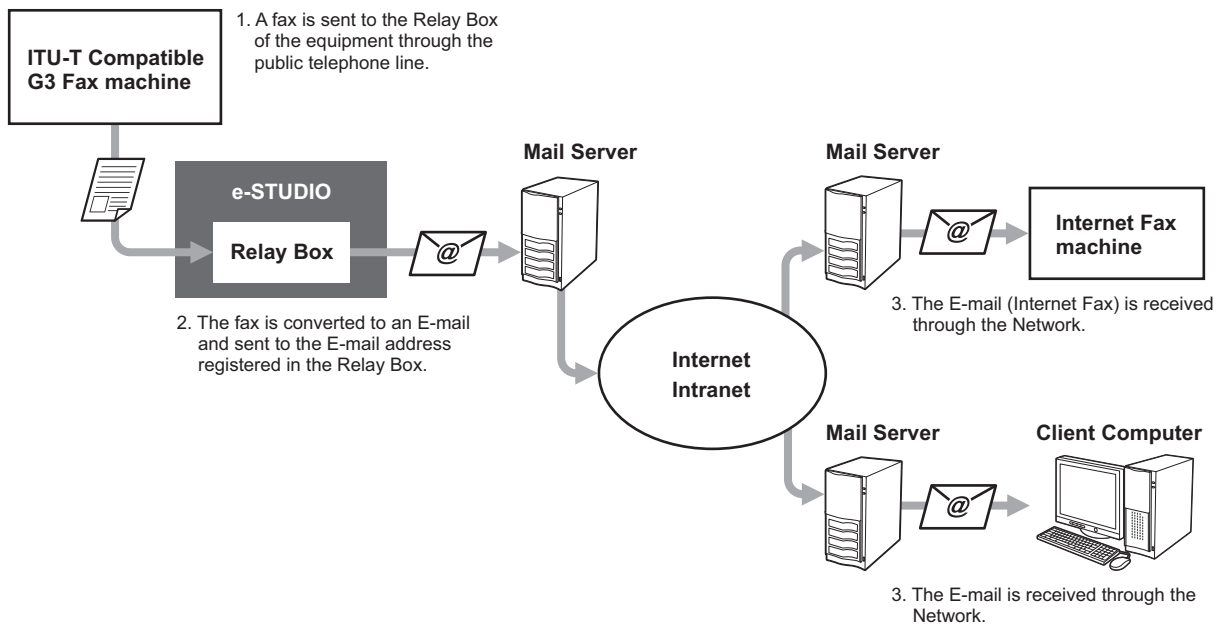 ITU-T Compatible
G3 Fax machine
1. A fax is sent to the Relay Box
of the equipment through the
public telephone line.
e-STUDIO
Relay Box
@
Mail Server
2. The fax is converted to an E-mail
and sent to the E-mail address
registered in the Relay Box.
Internet
Intranet
Mail Server
@
Internet Fax
machine
3. The E-mail (Internet Fax) is received
through the Network.
Mail Server
@
Client Computer
3. The E-mail is received through the
Network.